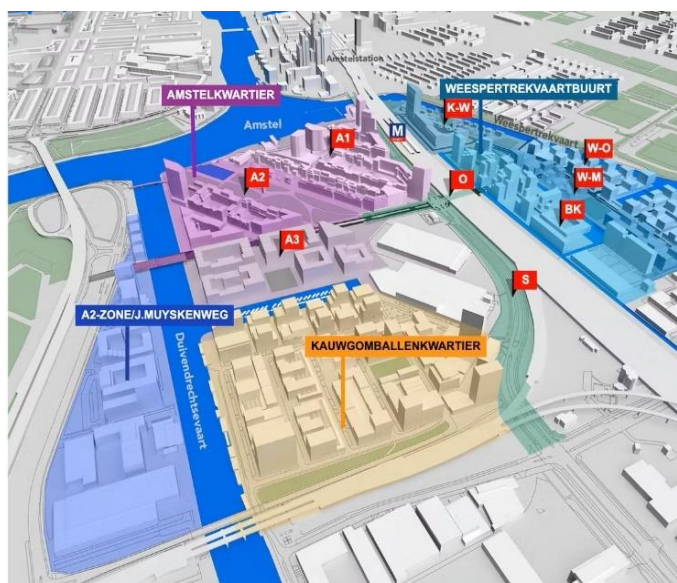 Amstelstation
AMSTELKWARTIER
WEESPERTREKVAARTBUURT
K-W
Amstel
M
Weespertrekvaart
A1
W-O
A2
O
W-M
BK
A3
S
A2-ZONE/J.MUYSKENWEG
KAUWGOMBALLENKWARTIER
Duivendrechtsevaart